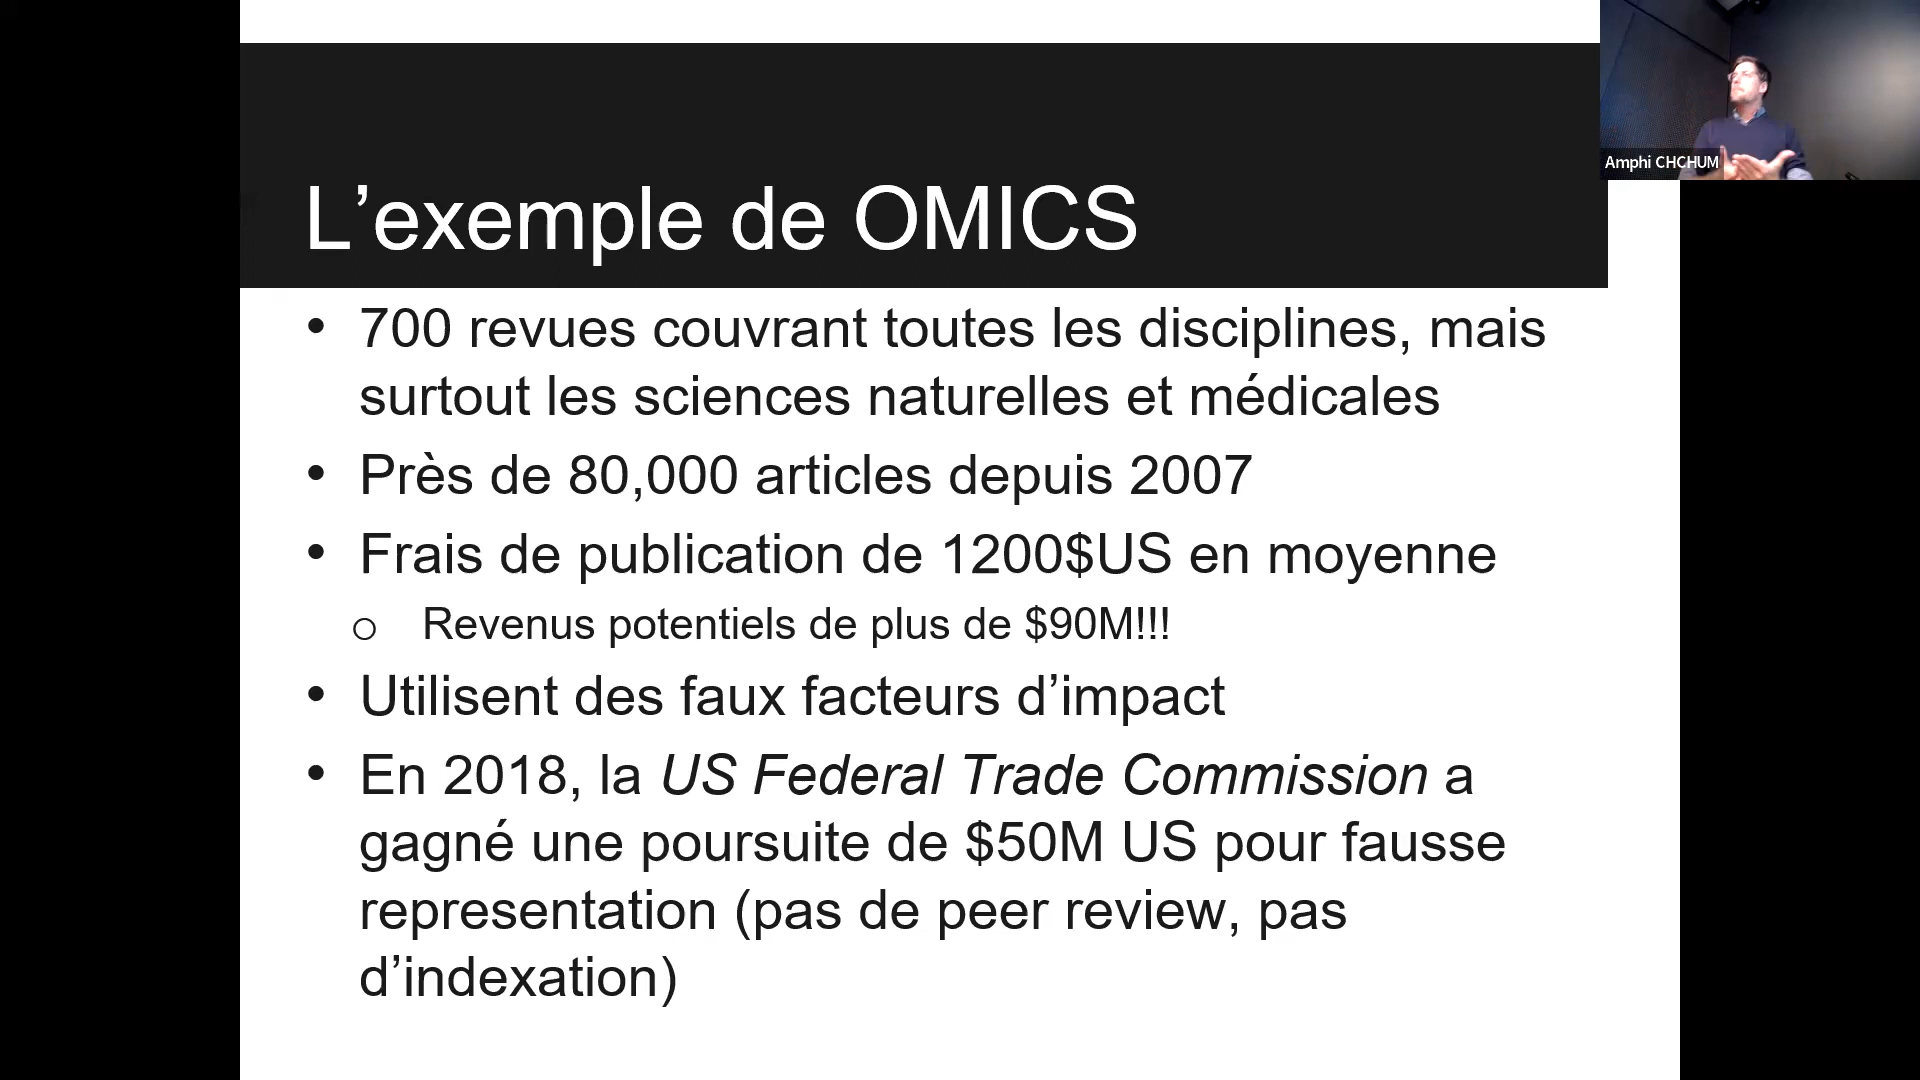 Amphi CHCHUM
L’exemple de OMICS
• 700 revues couvrant toutes les disciplines, mais
surtout les sciences naturelles et médicales
• Près de 80,000 articles depuis 2007
• Frais de publication de 1200$US en moyenne
o Revenus potentiels de plus de $90M!!!
• Utilisent des faux facteurs d’impact
• En 2018, la US Federal Trade Commission a
gagné une poursuite de $50M US pour fausse
representation (pas de peer review, pas
d’indexation)